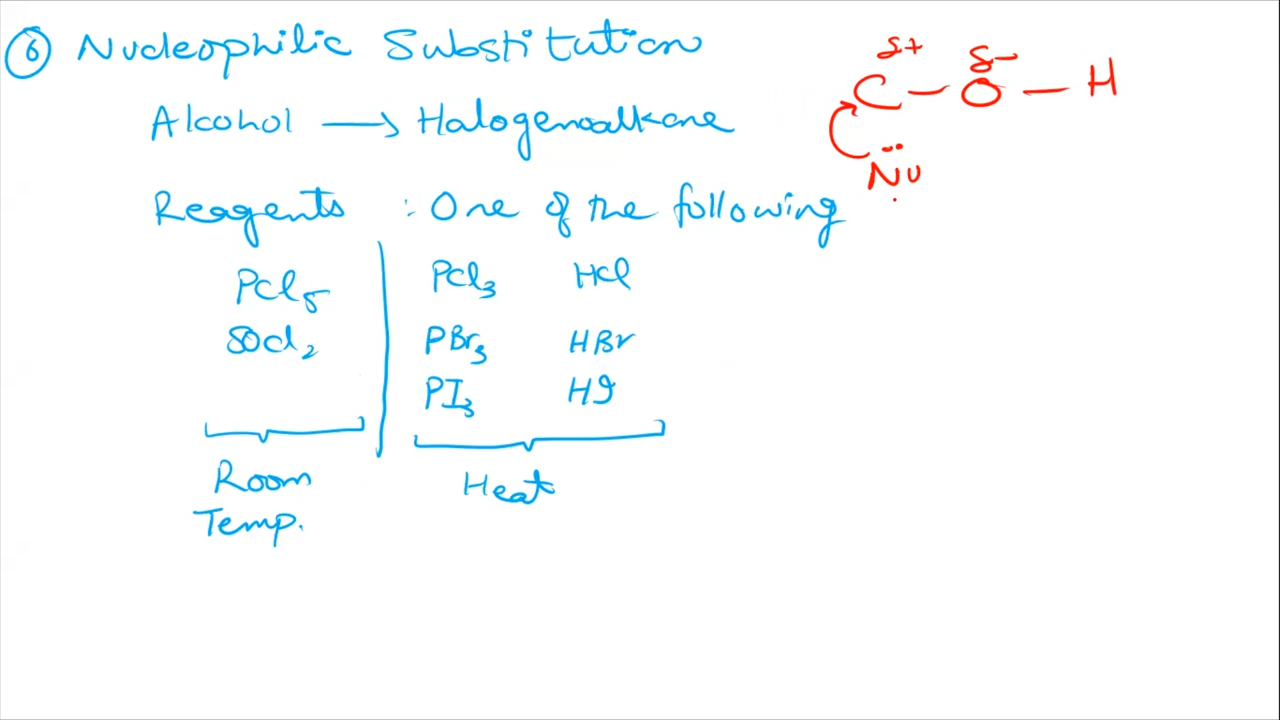 6 Nucleophilic Substitution
Alcohol → Halogenoalkane
Reagents : One of the following
PCl5 | PCl3 HCl
SOCl2 | PBr3 HBr
PI3 HI
Room Temp.
Heat
δ+ δ-
C – O – H
Nu